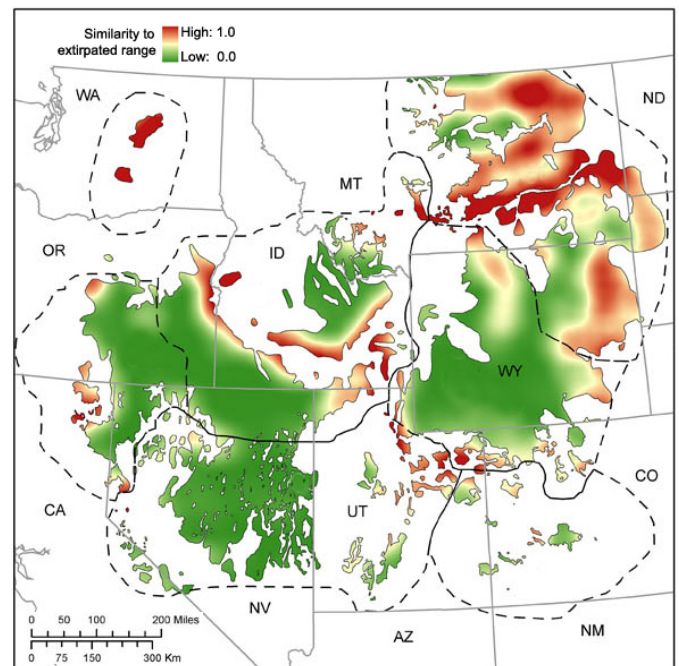 Similarity to
extirpated range
High: 1.0
Low: 0.0
WA
ND
MT
OR
ID
WY
CA
UT
CO
NV
AZ
NM
0 50 100 200 Miles
0 75 150 300 Km